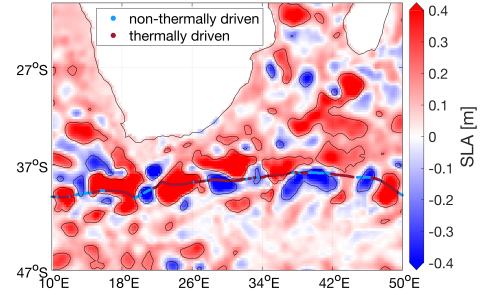 non-thermally driven
thermally driven
27°S
37°S
47°S
10°E 18°E 26°E 34°E 42°E 50°E
0.4
0.3
0.2
0.1
0
-0.1
-0.2
-0.3
-0.4
SLA [m]